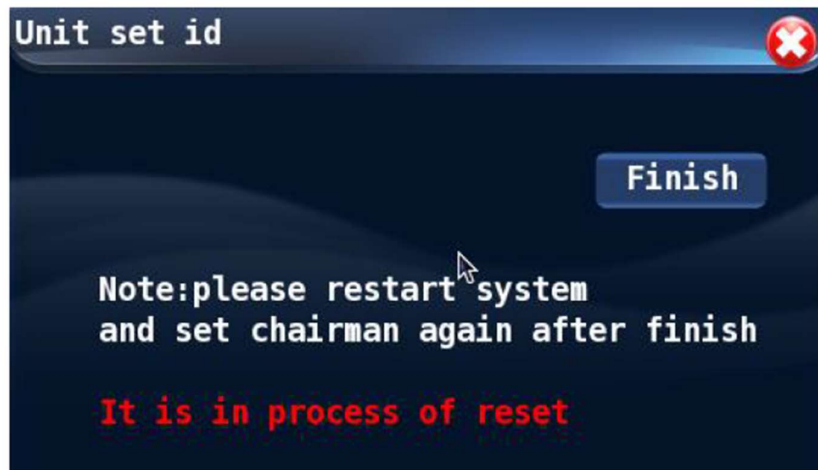 Unit set id
Finish
Note:please restart system
and set chairman again after finish
It is in process of reset